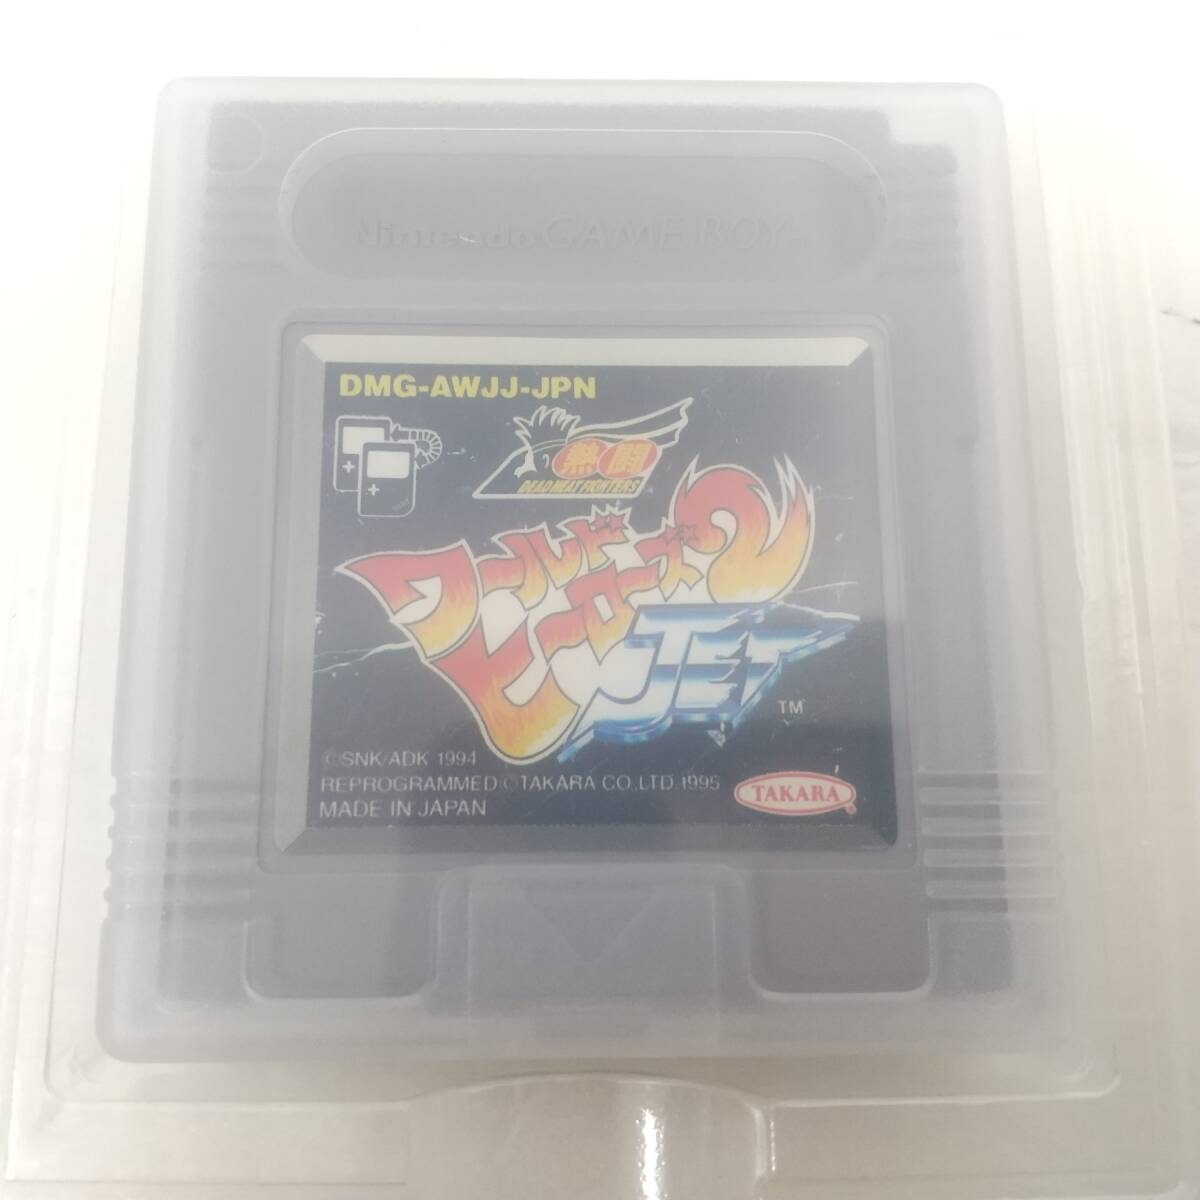 Nintendo GAME BOY
DMG-AWJJ-JPN
熱闘
DEAD HEAT FIGHTERS
ワールド
ヒーローズ2
JET
TM
©SNK/ADK 1994
REPROGRAMMED ©TAKARA CO.,LTD.1995
MADE IN JAPAN
TAKARA